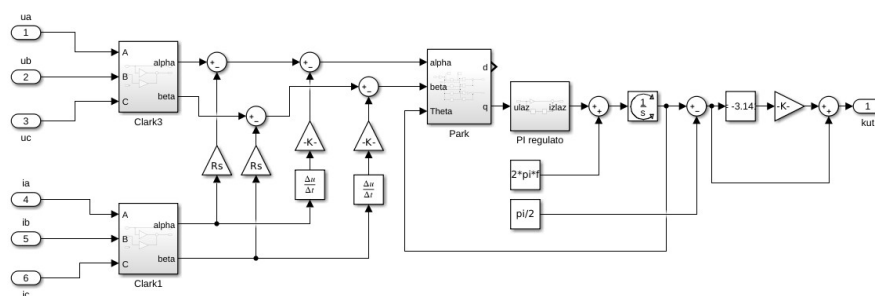 ua
1
ub
2
3
uc
A
B
C
alpha
beta
Clark3
+
−
+
−
+
−
+
−
-K-
-K-
Rs
Rs
Δu
Δt
Δu
Δt
ia
4
ib
5
6
ic
A
B
C
alpha
beta
Clark1
alpha
beta
Theta
d
q
Park
ulaz
izlaz
PI regulato
2*pi*f
pi/2
+
+
1
s
+
−
-3.14
-K-
+
+
1
kut